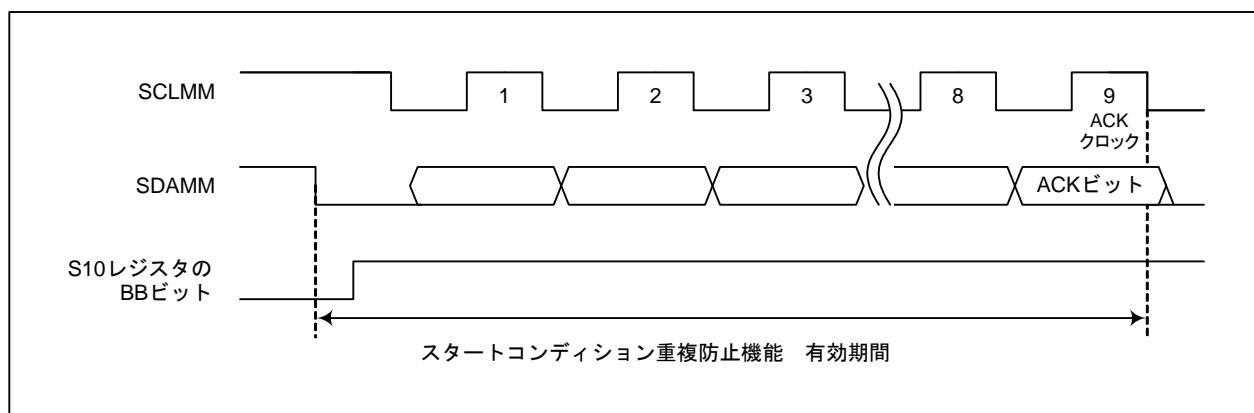 SCLMM
1
2
3
8
9
ACK
クロック
SDAMM
ACKビット
S10レジスタの
BBビット
スタートコンディション重複防止機能　有効期間